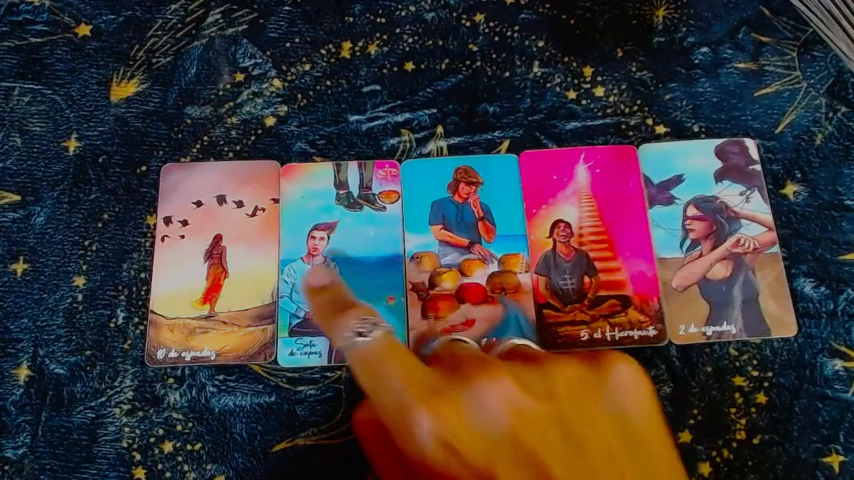 10 de espadas
Sota
de copas
5 el Hierofante
2 de espadas